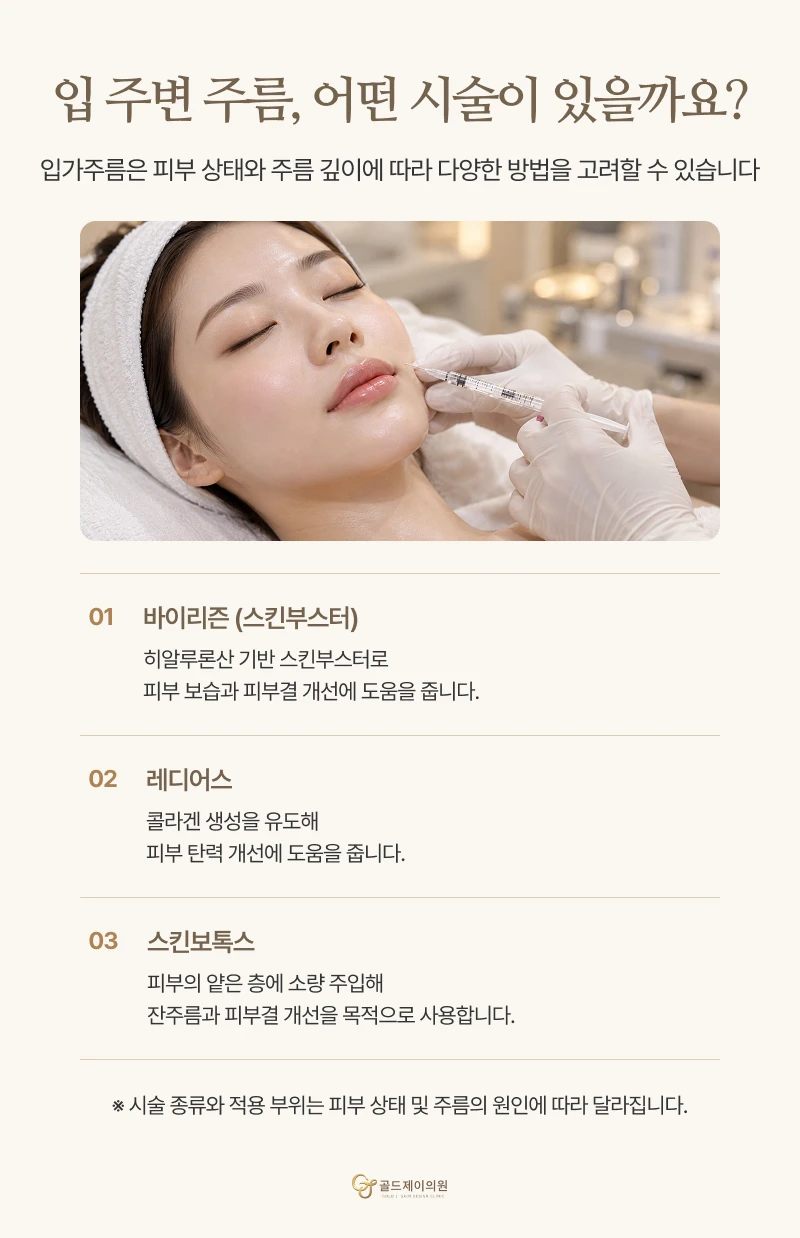 입 주변 주름, 어떤 시술이 있을까요?
입가주름은 피부 상태와 주름 깊이에 따라 다양한 방법을 고려할 수 있습니다
01 바이리즌 (스킨부스터)
히알루론산 기반 스킨부스터로
피부 보습과 피부결 개선에 도움을 줍니다.
02 레디어스
콜라겐 생성을 유도해
피부 탄력 개선에 도움을 줍니다.
03 스킨보톡스
피부의 얕은 층에 소량 주입해
잔주름과 피부결 개선을 목적으로 사용합니다.
※ 시술 종류와 적용 부위는 피부 상태 및 주름의 원인에 따라 달라집니다.
골드제이의원